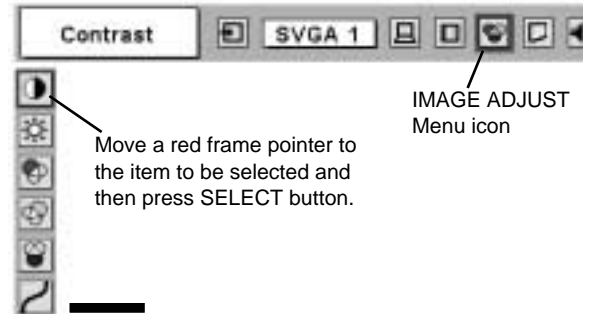 Contrast
SVGA 1
IMAGE ADJUST
Menu icon
Move a red frame pointer to
the item to be selected and
then press SELECT button.